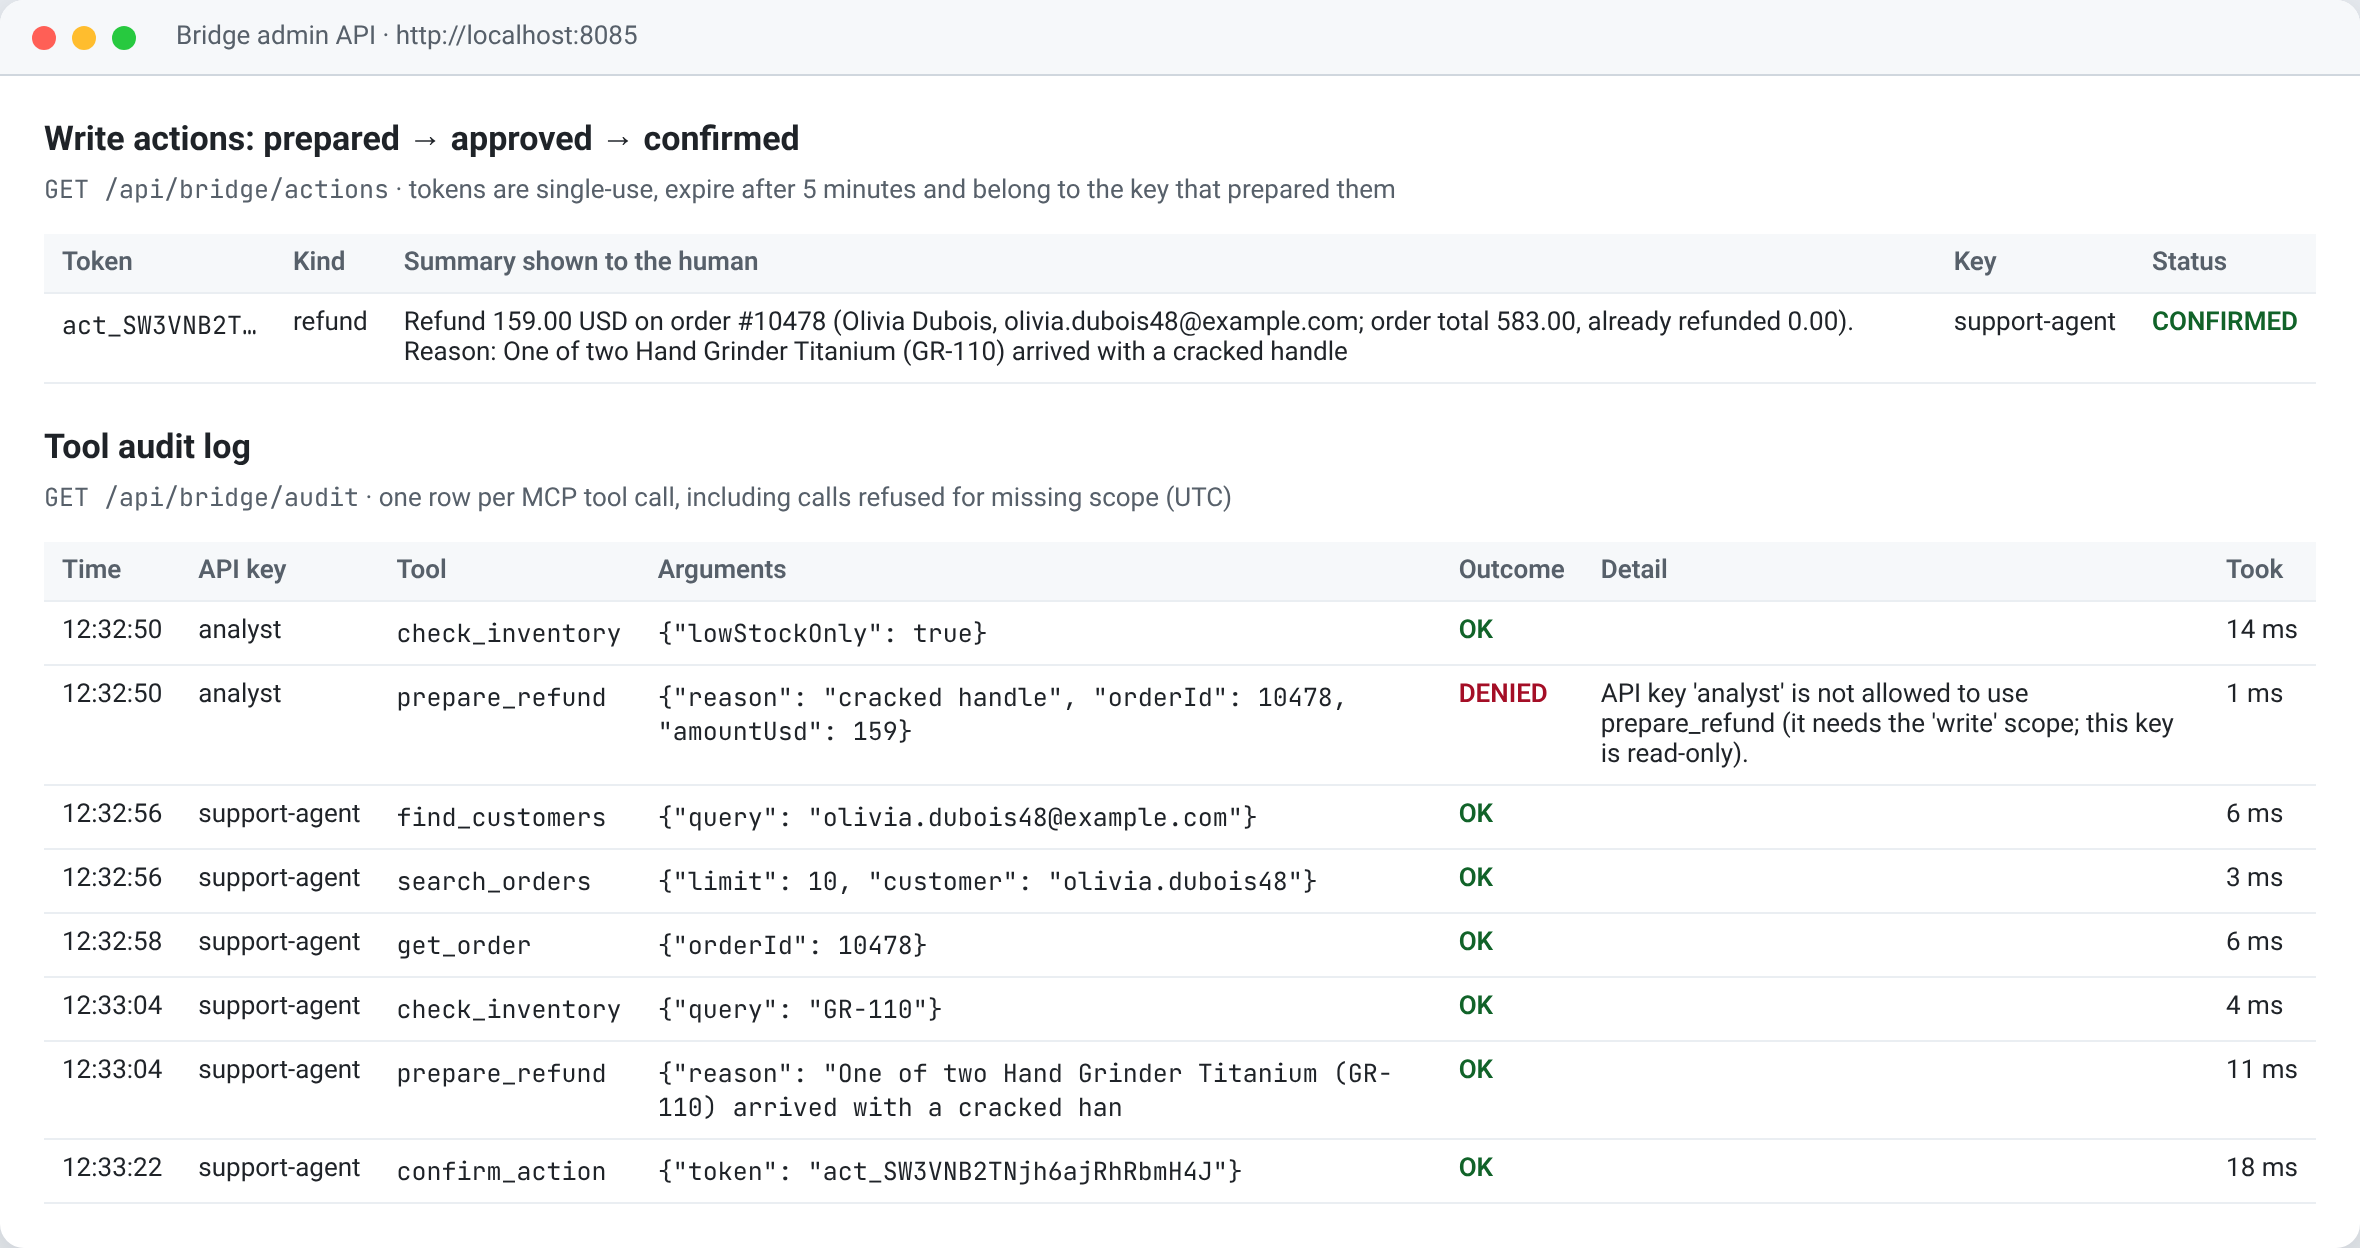 Bridge admin API · http://localhost:8085
Write actions: prepared → approved → confirmed
GET /api/bridge/actions · tokens are single-use, expire after 5 minutes and belong to the key that prepared them
Token Kind Summary shown to the human Key Status
act_SW3VNB2T… refund Refund 159.00 USD on order #10478 (Olivia Dubois, olivia.dubois48@example.com; order total 583.00, already refunded 0.00). support-agent CONFIRMED
Reason: One of two Hand Grinder Titanium (GR-110) arrived with a cracked handle
Tool audit log
GET /api/bridge/audit · one row per MCP tool call, including calls refused for missing scope (UTC)
Time API key Tool Arguments Outcome Detail Took
12:32:50 analyst check_inventory {"lowStockOnly": true} OK 14 ms
12:32:50 analyst prepare_refund {"reason": "cracked handle", "orderId": 10478, DENIED API key 'analyst' is not allowed to use 1 ms
"amountUsd": 159} prepare_refund (it needs the 'write' scope; this key
is read-only).
12:32:56 support-agent find_customers {"query": "olivia.dubois48@example.com"} OK 6 ms
12:32:56 support-agent search_orders {"limit": 10, "customer": "olivia.dubois48"} OK 3 ms
12:32:58 support-agent get_order {"orderId": 10478} OK 6 ms
12:33:04 support-agent check_inventory {"query": "GR-110"} OK 4 ms
12:33:04 support-agent prepare_refund {"reason": "One of two Hand Grinder Titanium (GR- OK 11 ms
110) arrived with a cracked han
12:33:22 support-agent confirm_action {"token": "act_SW3VNB2TNjh6ajRhRbmH4J"} OK 18 ms